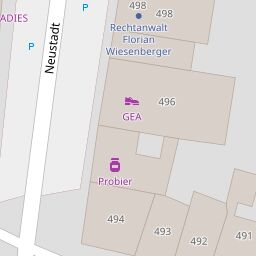 498
498
Rechtanwalt
Florian
Wiesenberger
ADIES
P
P
Neustadt
496
GEA
Probier
494
493
492
491